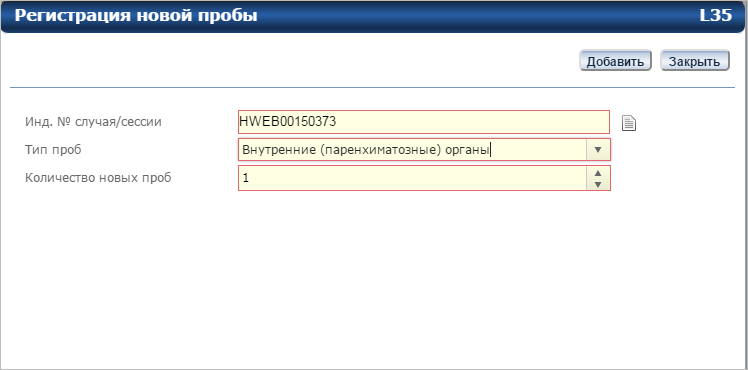 Регистрация новой пробы L35
Добавить Закрыть
Инд. № случая/сессии HWEB00150373
Тип проб Внутренние (паренхиматозные) органы
Количество новых проб 1